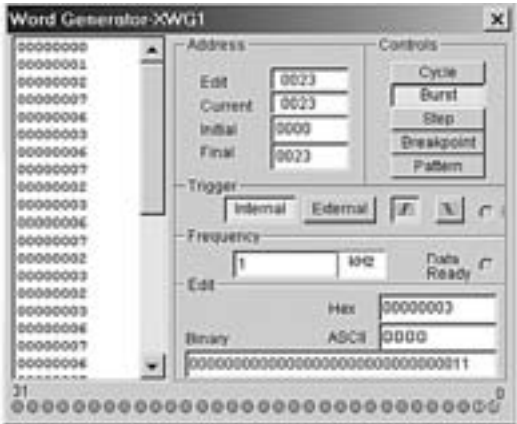 Word Generator-XWG1
00000000
00000001
00000002
00000007
00000006
00000003
00000006
00000007
00000002
00000003
00000006
00000007
00000002
00000003
00000002
00000003
00000006
00000007
00000006
Address
Edit 0023
Current 0023
Initial 0000
Final 0023
Controls
Cycle
Burst
Step
Breakpoint
Pattern
Trigger
Internal External
Frequency
1 kHz
Data Ready
Edit
Hex 00000003
ASCII 0000
Binary
00000000000000000000000000000011
31 0